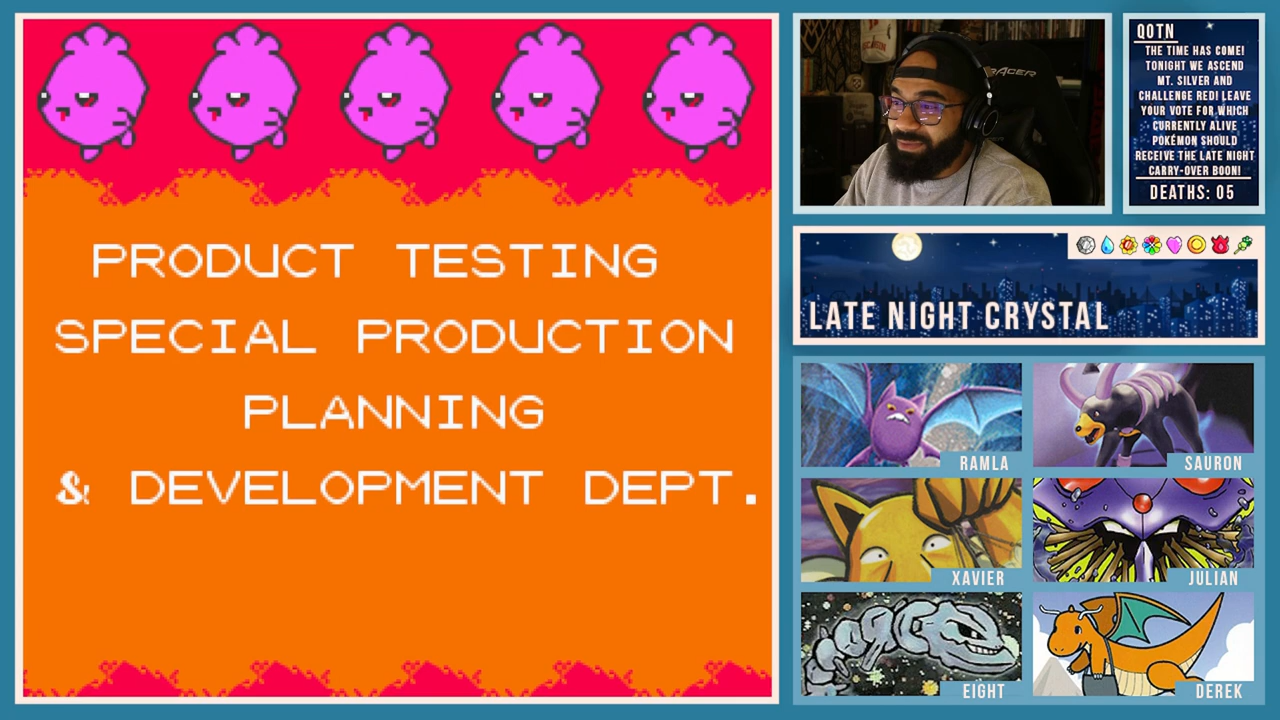 PRODUCT TESTING
SPECIAL PRODUCTION
PLANNING
& DEVELOPMENT DEPT.
ACER
QOTN
THE TIME HAS COME!
TONIGHT WE ASCEND
MT. SILVER AND
CHALLENGE RED! LEAVE
YOUR VOTE FOR WHICH
CURRENTLY ALIVE
POKÉMON SHOULD
RECEIVE THE LATE NIGHT
CARRY-OVER BOON!
DEATHS: 05
LATE NIGHT CRYSTAL
RAMLA
SAURON
XAVIER
JULIAN
EIGHT
DEREK